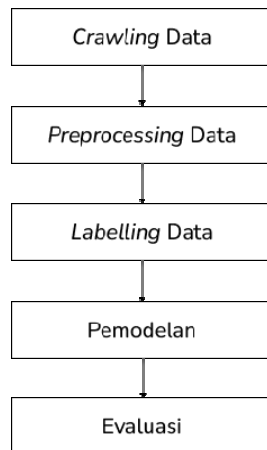 Crawling Data
Preprocessing Data
Labelling Data
Pemodelan
Evaluasi